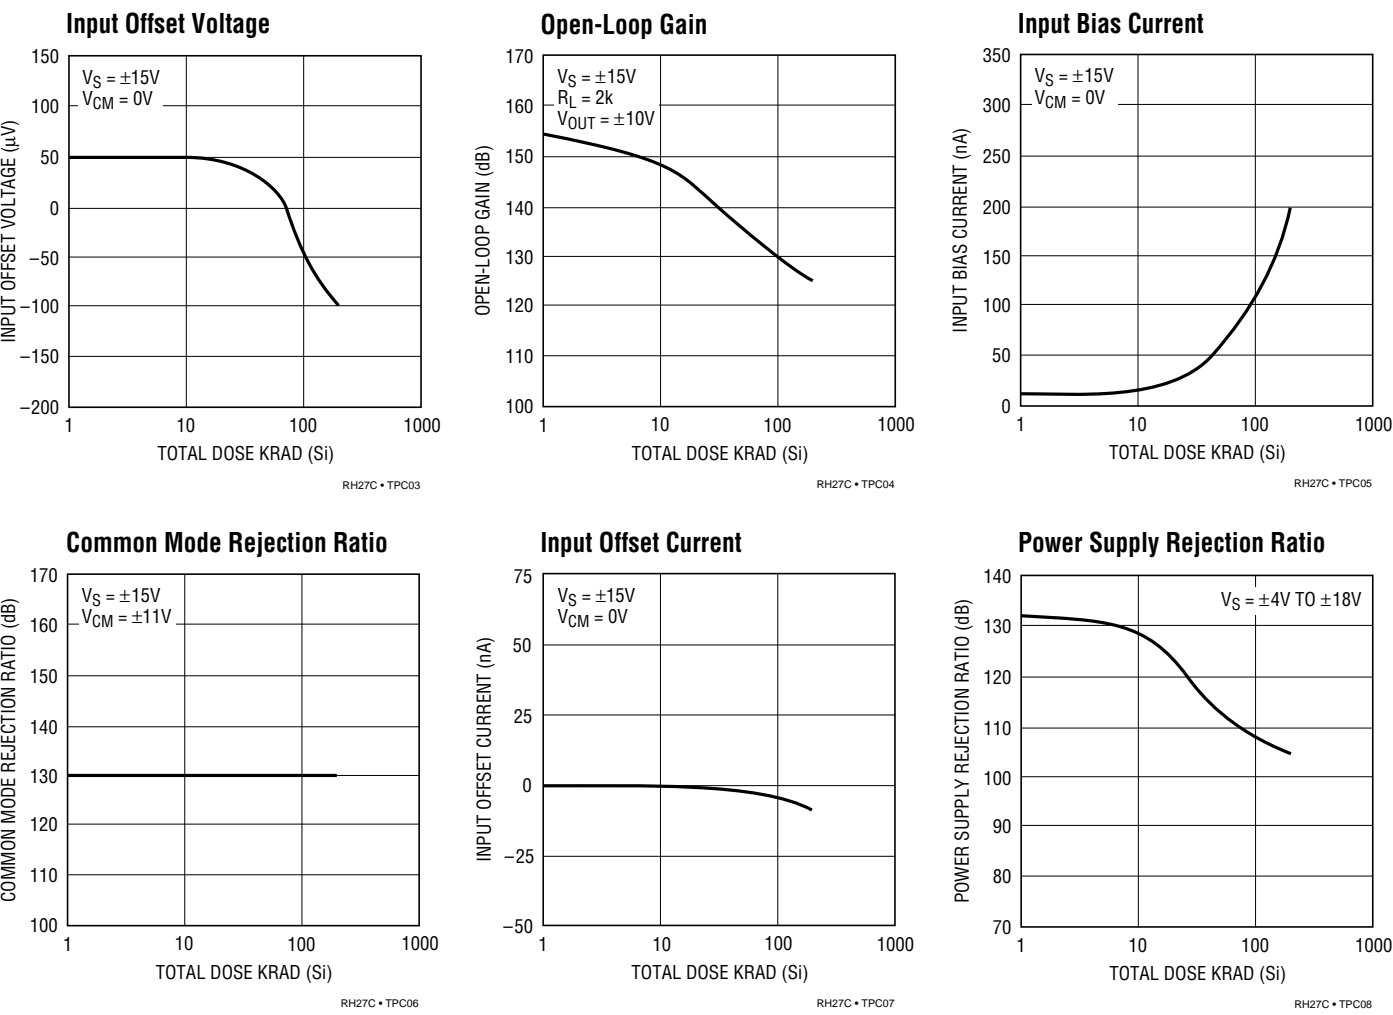 Input Offset Voltage
INPUT OFFSET VOLTAGE (µV)
150
100
50
0
–50
–100
–150
–200
VS = ±15V
VCM = 0V
1 10 100 1000
TOTAL DOSE KRAD (Si)
RH27C • TPC03
Open-Loop Gain
OPEN-LOOP GAIN (dB)
170
160
150
140
130
120
110
100
VS = ±15V
RL = 2k
VOUT = ±10V
1 10 100 1000
TOTAL DOSE KRAD (Si)
RH27C • TPC04
Input Bias Current
INPUT BIAS CURRENT (nA)
350
300
250
200
150
100
50
0
VS = ±15V
VCM = 0V
1 10 100 1000
TOTAL DOSE KRAD (Si)
RH27C • TPC05
Common Mode Rejection Ratio
COMMON MODE REJECTION RATIO (dB)
170
160
150
140
130
120
110
100
VS = ±15V
VCM = ±11V
1 10 100 1000
TOTAL DOSE KRAD (Si)
RH27C • TPC06
Input Offset Current
INPUT OFFSET CURRENT (nA)
75
50
25
0
–25
–50
VS = ±15V
VCM = 0V
1 10 100 1000
TOTAL DOSE KRAD (Si)
RH27C • TPC07
Power Supply Rejection Ratio
POWER SUPPLY REJECTION RATIO (dB)
140
130
120
110
100
90
80
70
VS = ±4V TO ±18V
1 10 100 1000
TOTAL DOSE KRAD (Si)
RH27C • TPC08